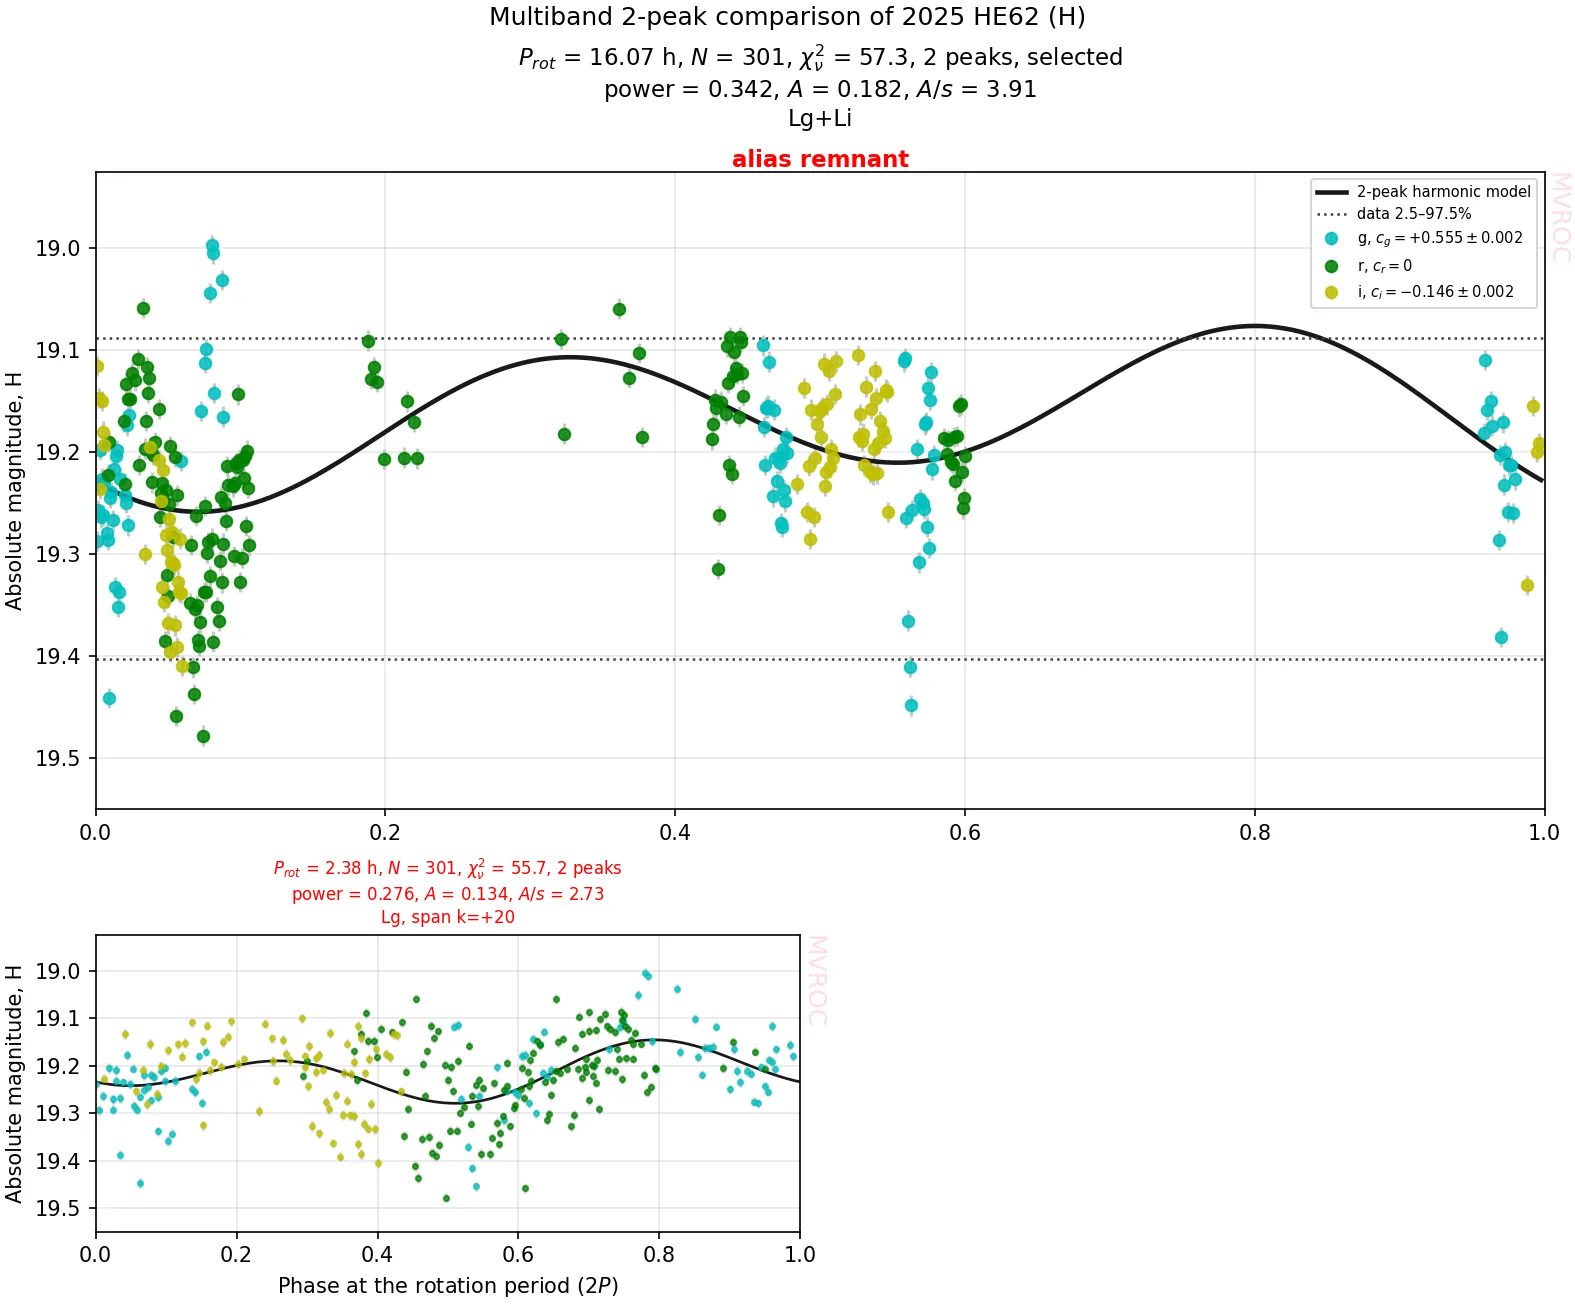 Multiband 2-peak comparison of 2025 HE62 (H)
P_rot = 16.07 h, N = 301, χ²_ν = 57.3, 2 peaks, selected
power = 0.342, A = 0.182, A/s = 3.91
Lg+Li
alias remnant
MVROC
2-peak harmonic model
data 2.5–97.5%
g, c_g = +0.555 ± 0.002
r, c_r = 0
i, c_i = −0.146 ± 0.002
Absolute magnitude, H
19.0
19.1
19.2
19.3
19.4
19.5
0.0 0.2 0.4 0.6 0.8 1.0
P_rot = 2.38 h, N = 301, χ²_ν = 55.7, 2 peaks
power = 0.276, A = 0.134, A/s = 2.73
Lg, span k=+20
MVROC
Absolute magnitude, H
19.0
19.1
19.2
19.3
19.4
19.5
0.0 0.2 0.4 0.6 0.8 1.0
Phase at the rotation period (2P)